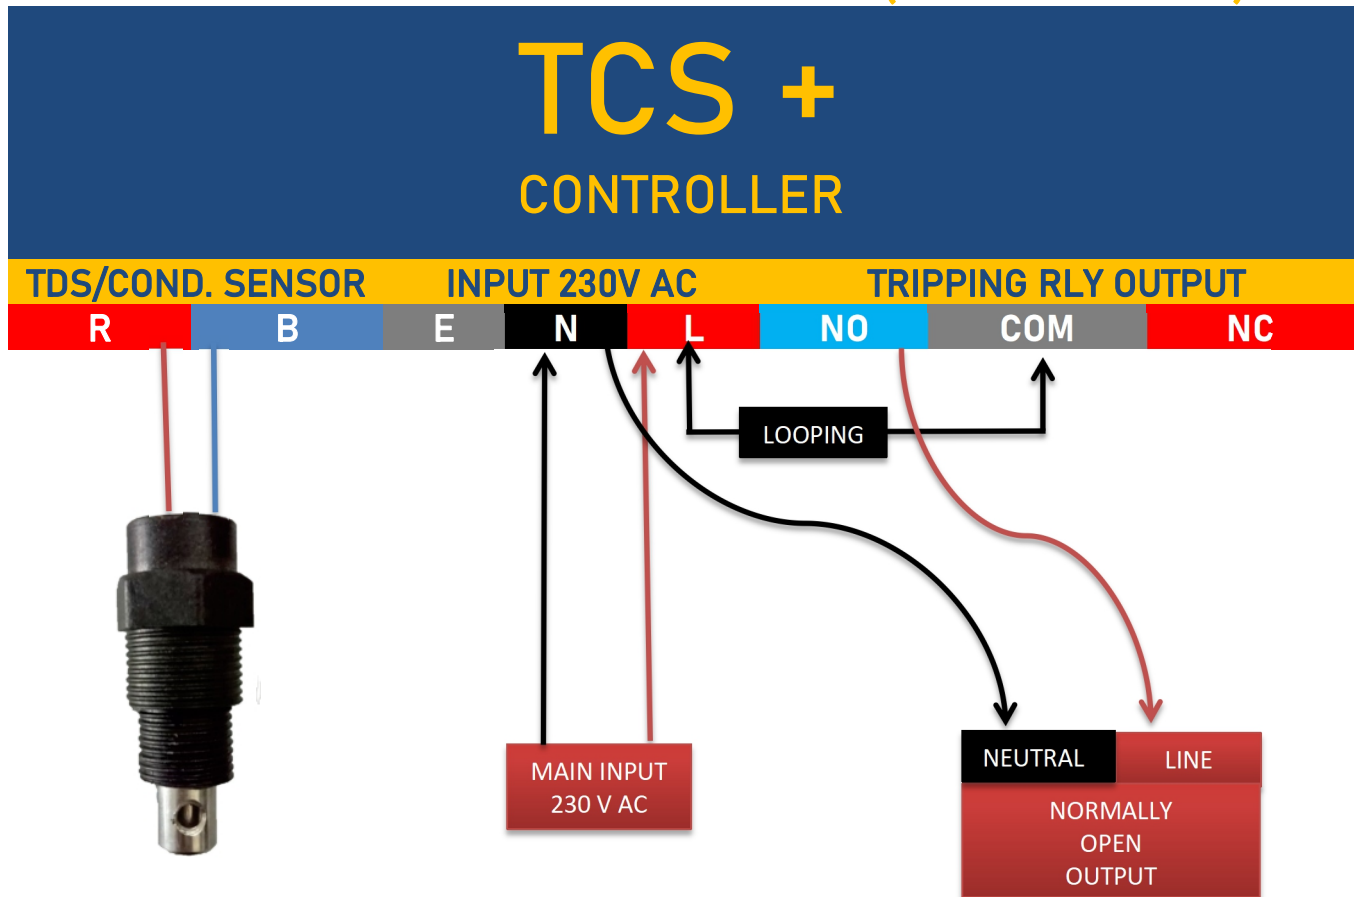 TCS +
CONTROLLER
TDS/COND. SENSOR INPUT 230V AC TRIPPING RLY OUTPUT
R B E N L NO COM NC
LOOPING
MAIN INPUT
230 V AC
NEUTRAL LINE
NORMALLY
OPEN
OUTPUT